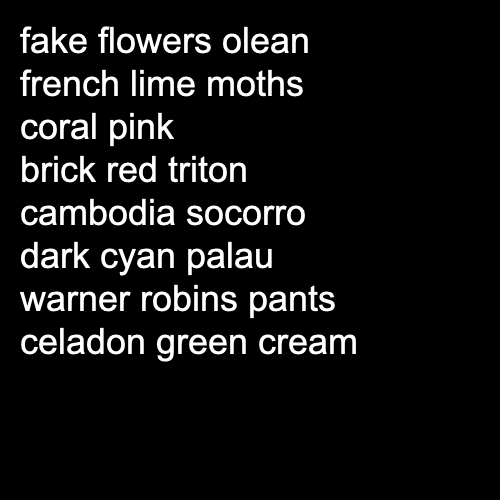 fake flowers olean
french lime moths
coral pink
brick red triton
cambodia socorro
dark cyan palau
warner robins pants
celadon green cream